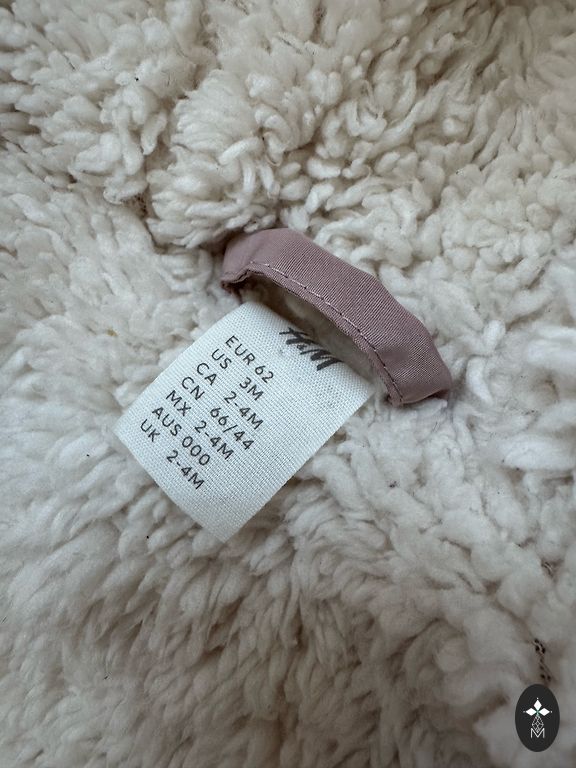 H&M
EUR 62
US 3M
CA 2-4M
CN 66/44
MX 2-4M
AUS 000
UK 2-4M
M